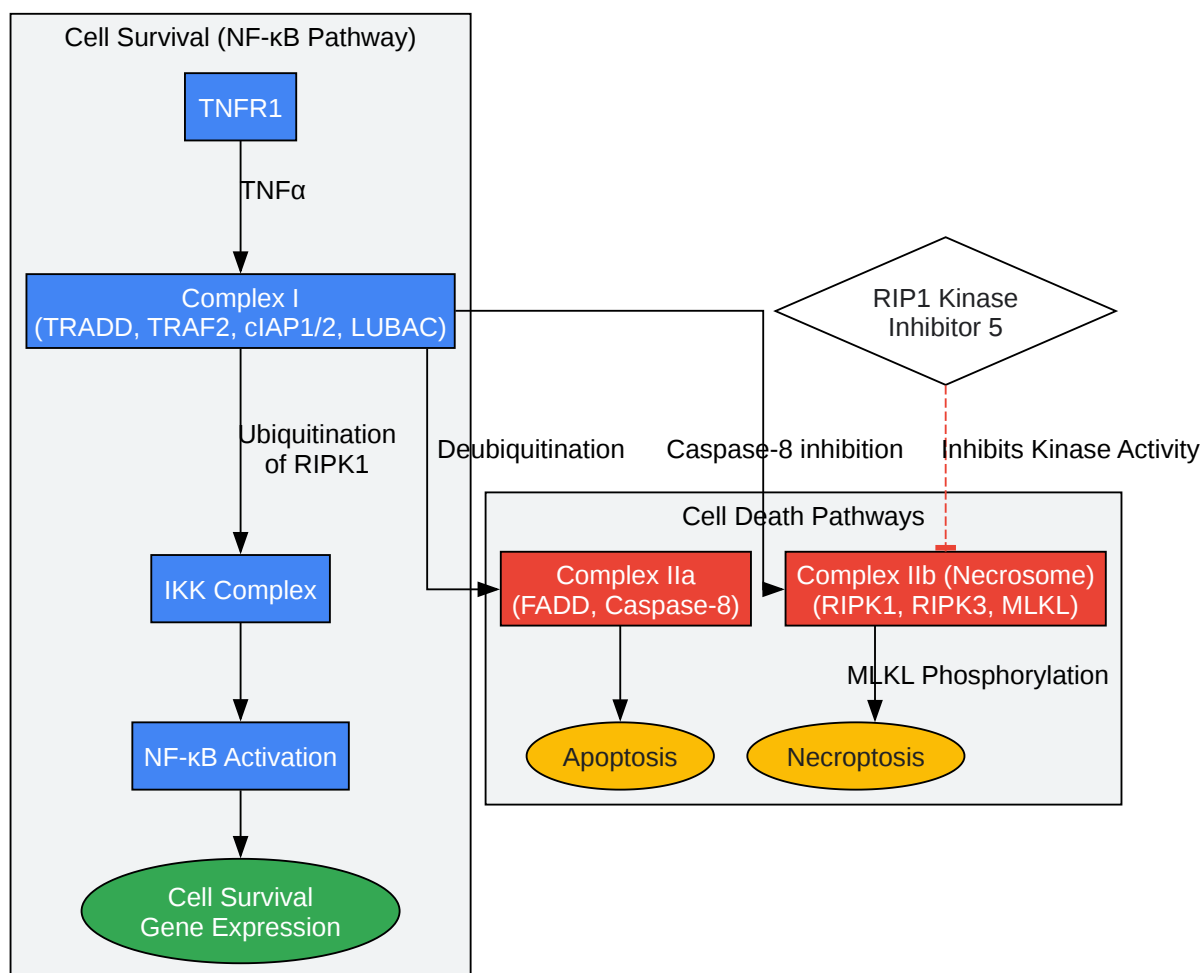 Cell Survival (NF-κB Pathway)
TNFR1
TNFα
Complex I
(TRADD, TRAF2, cIAP1/2, LUBAC)
RIP1 Kinase
Inhibitor 5
Ubiquitination
of RIPK1
Deubiquitination
Caspase-8 inhibition
Inhibits Kinase Activity
Cell Death Pathways
IKK Complex
Complex IIa
(FADD, Caspase-8)
Complex IIb (Necrosome)
(RIPK1, RIPK3, MLKL)
MLKL Phosphorylation
NF-κB Activation
Apoptosis
Necroptosis
Cell Survival
Gene Expression